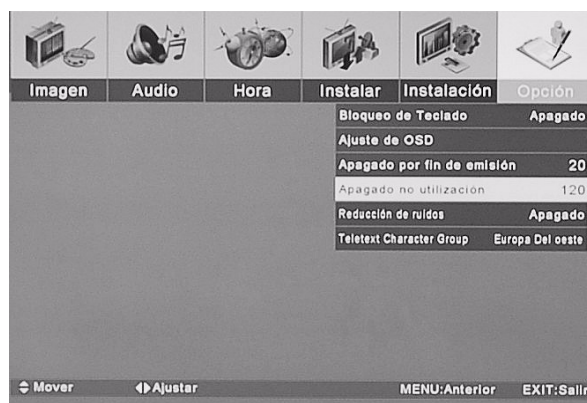 Imagen Audio Hora Instalar Instalación Opción
Bloqueo de Teclado Apagado
Ajuste de OSD
Apagado por fin de emisión 20
Apagado no utilización 120
Reducción de ruidos Apagado
Teletext Character Group Europa Del oeste
Mover Ajustar MENU:Anterior EXIT:Salir